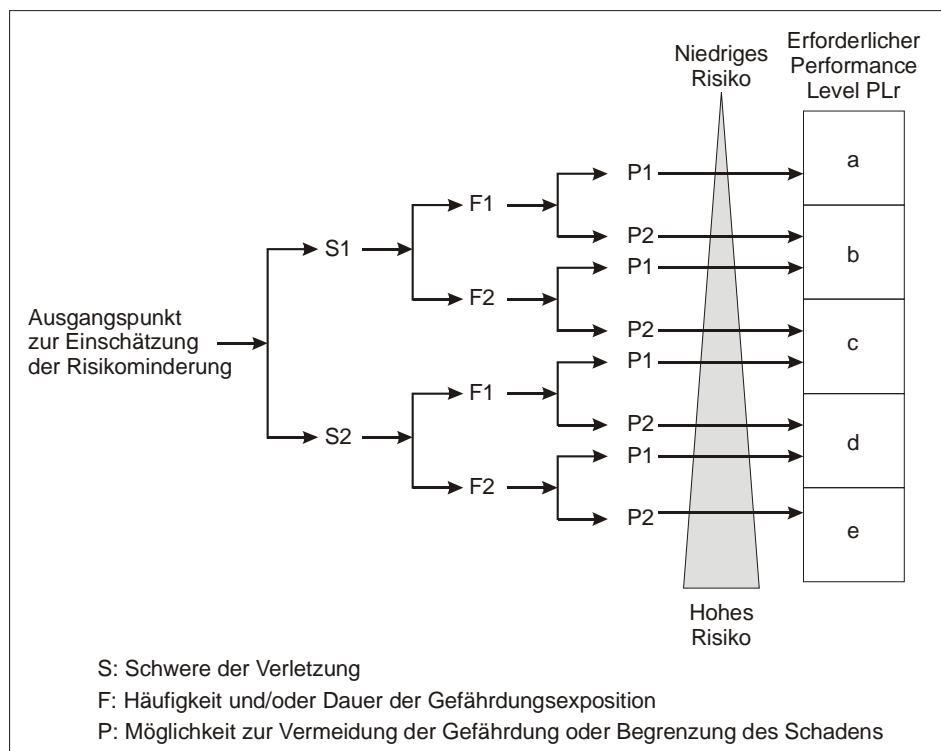 Niedriges
Risiko
Erforderlicher
Performance
Level PLr
a
P1
F1
P2
b
S1
P1
F2
P2
Ausgangspunkt
zur Einschätzung
der Risikominderung
c
P1
F1
P2
S2
d
P1
F2
P2
e
Hohes
Risiko
S: Schwere der Verletzung
F: Häufigkeit und/oder Dauer der Gefährdungsexposition
P: Möglichkeit zur Vermeidung der Gefährdung oder Begrenzung des Schadens